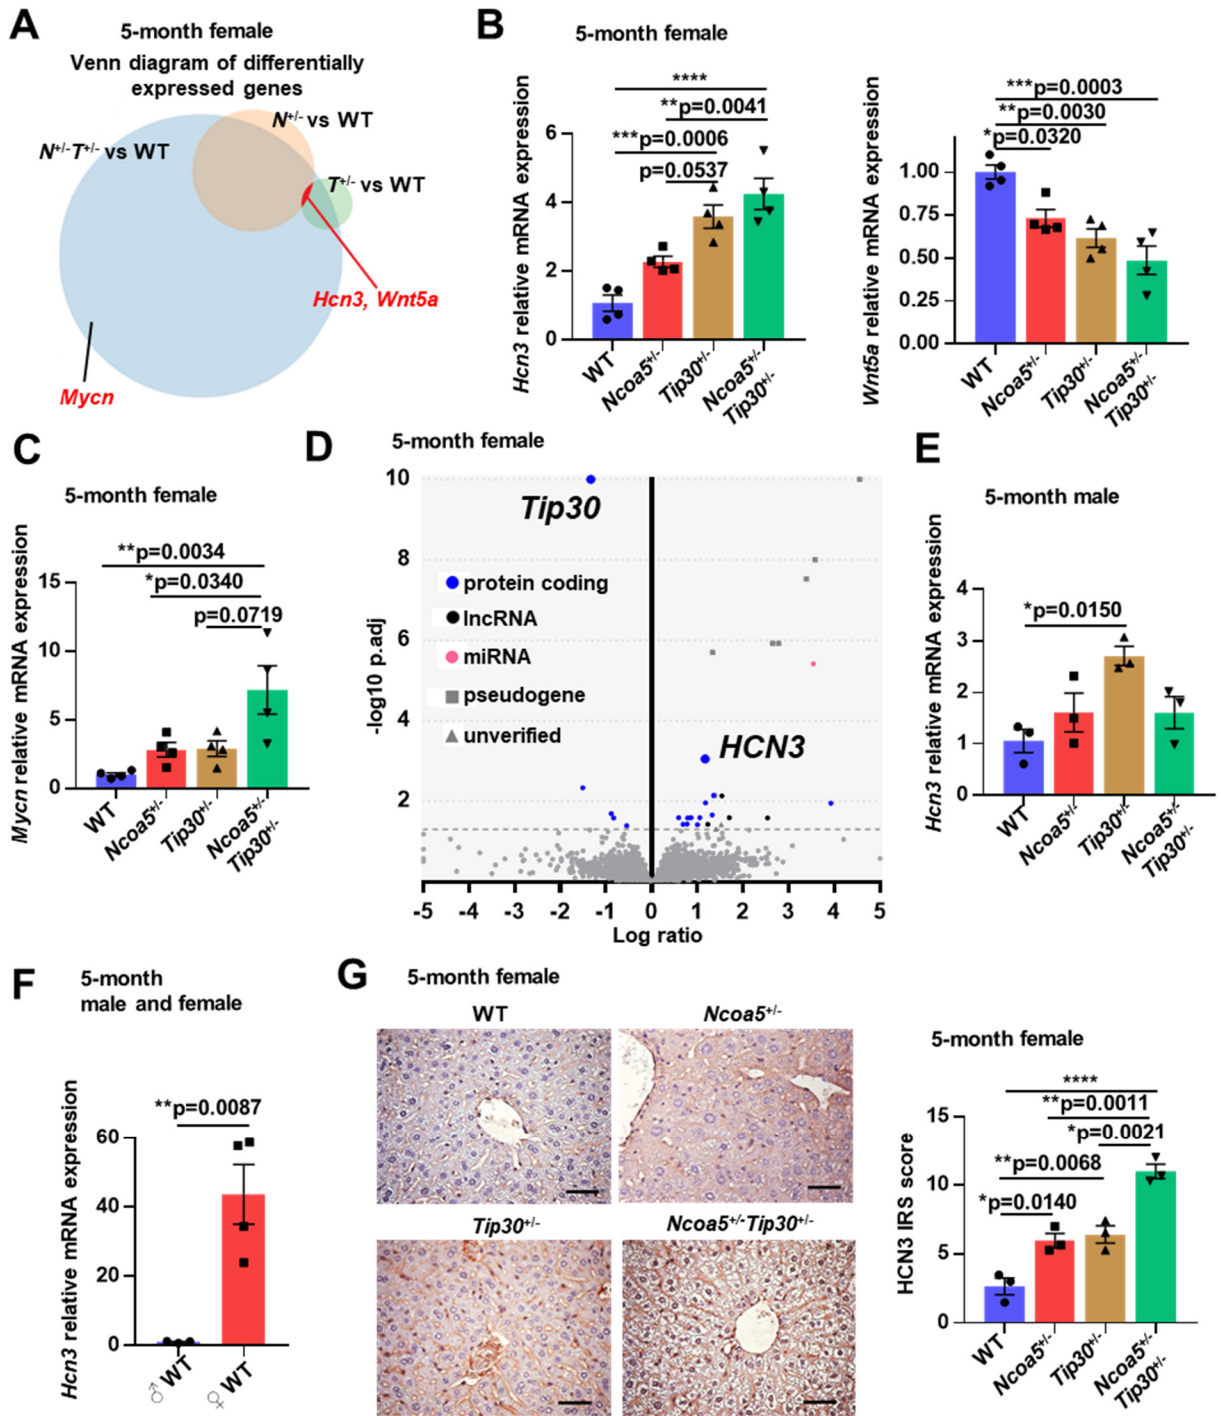 A
5-month female
Venn diagram of differentially
expressed genes
N+/- vs WT
N+/-T+/- vs WT
T+/- vs WT
Hcn3, Wnt5a
Mycn
B
5-month female
Hcn3 relative mRNA expression
****
**p=0.0041
***p=0.0006
p=0.0537
6
4
2
0
WT
Ncoa5+/-
Tip30+/-
Ncoa5+/-
Tip30+/-
Wnt5a relative mRNA expression
***p=0.0003
**p=0.0030
*p=0.0320
1.00
0.75
0.50
0.25
0.00
WT
Ncoa5+/-
Tip30+/-
Ncoa5+/-
Tip30+/-
C
5-month female
Mycn relative mRNA expression
**p=0.0034
*p=0.0340
p=0.0719
15
10
5
0
WT
Ncoa5+/-
Tip30+/-
Ncoa5+/-
Tip30+/-
D
5-month female
-log10 p.adj
10
8
6
4
2
Tip30
HCN3
protein coding
lncRNA
miRNA
pseudogene
unverified
-5 -4 -3 -2 -1 0 1 2 3 4 5
Log ratio
E
5-month male
Hcn3 relative mRNA expression
*p=0.0150
4
3
2
1
0
WT
Ncoa5+/-
Tip30+/-
Ncoa5+/-
Tip30+/-
F
5-month
male and female
Hcn3 relative mRNA expression
**p=0.0087
60
40
20
0
♂ WT
♀ WT
G
5-month female
WT
Ncoa5+/-
Tip30+/-
Ncoa5+/-Tip30+/-
5-month female
HCN3 IRS score
****
**p=0.0011
*p=0.0021
**p=0.0068
*p=0.0140
15
10
5
0
WT
Ncoa5+/-
Tip30+/-
Ncoa5+/-
Tip30+/-